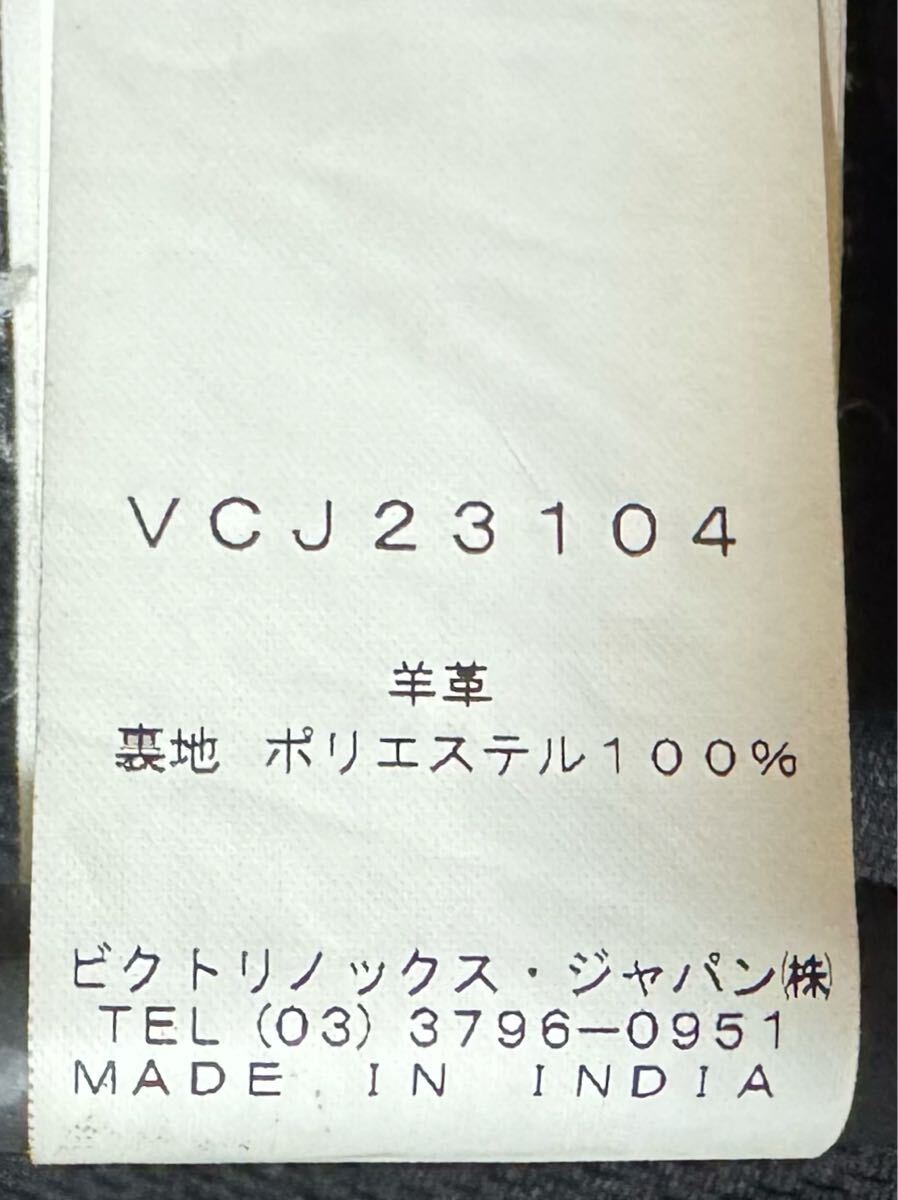 VCJ23104
羊革
裏地 ポリエステル100%
ビクトリノックス・ジャパン㈱
TEL (03) 3796-0951
MADE IN INDIA